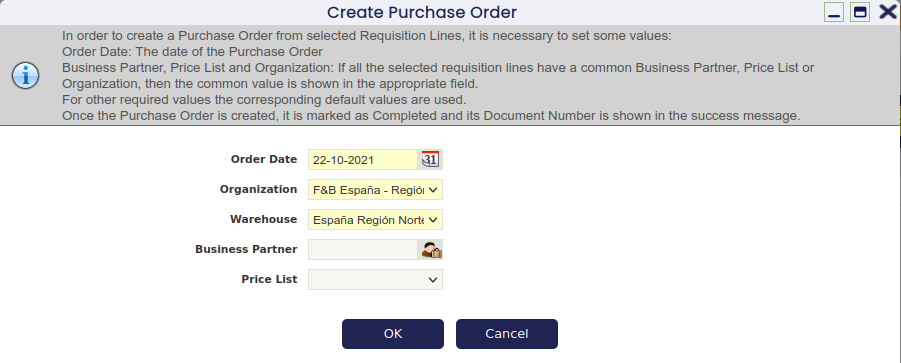 Create Purchase Order
In order to create a Purchase Order from selected Requisition Lines, it is necessary to set some values:
Order Date: The date of the Purchase Order
Business Partner, Price List and Organization: If all the selected requisition lines have a common Business Partner, Price List or
Organization, then the common value is shown in the appropriate field.
For other required values the corresponding default values are used.
Once the Purchase Order is created, it is marked as Completed and its Document Number is shown in the success message.
Order Date 22-10-2021 31
Organization F&B España - Región
Warehouse España Región Norte
Business Partner
Price List
OK Cancel